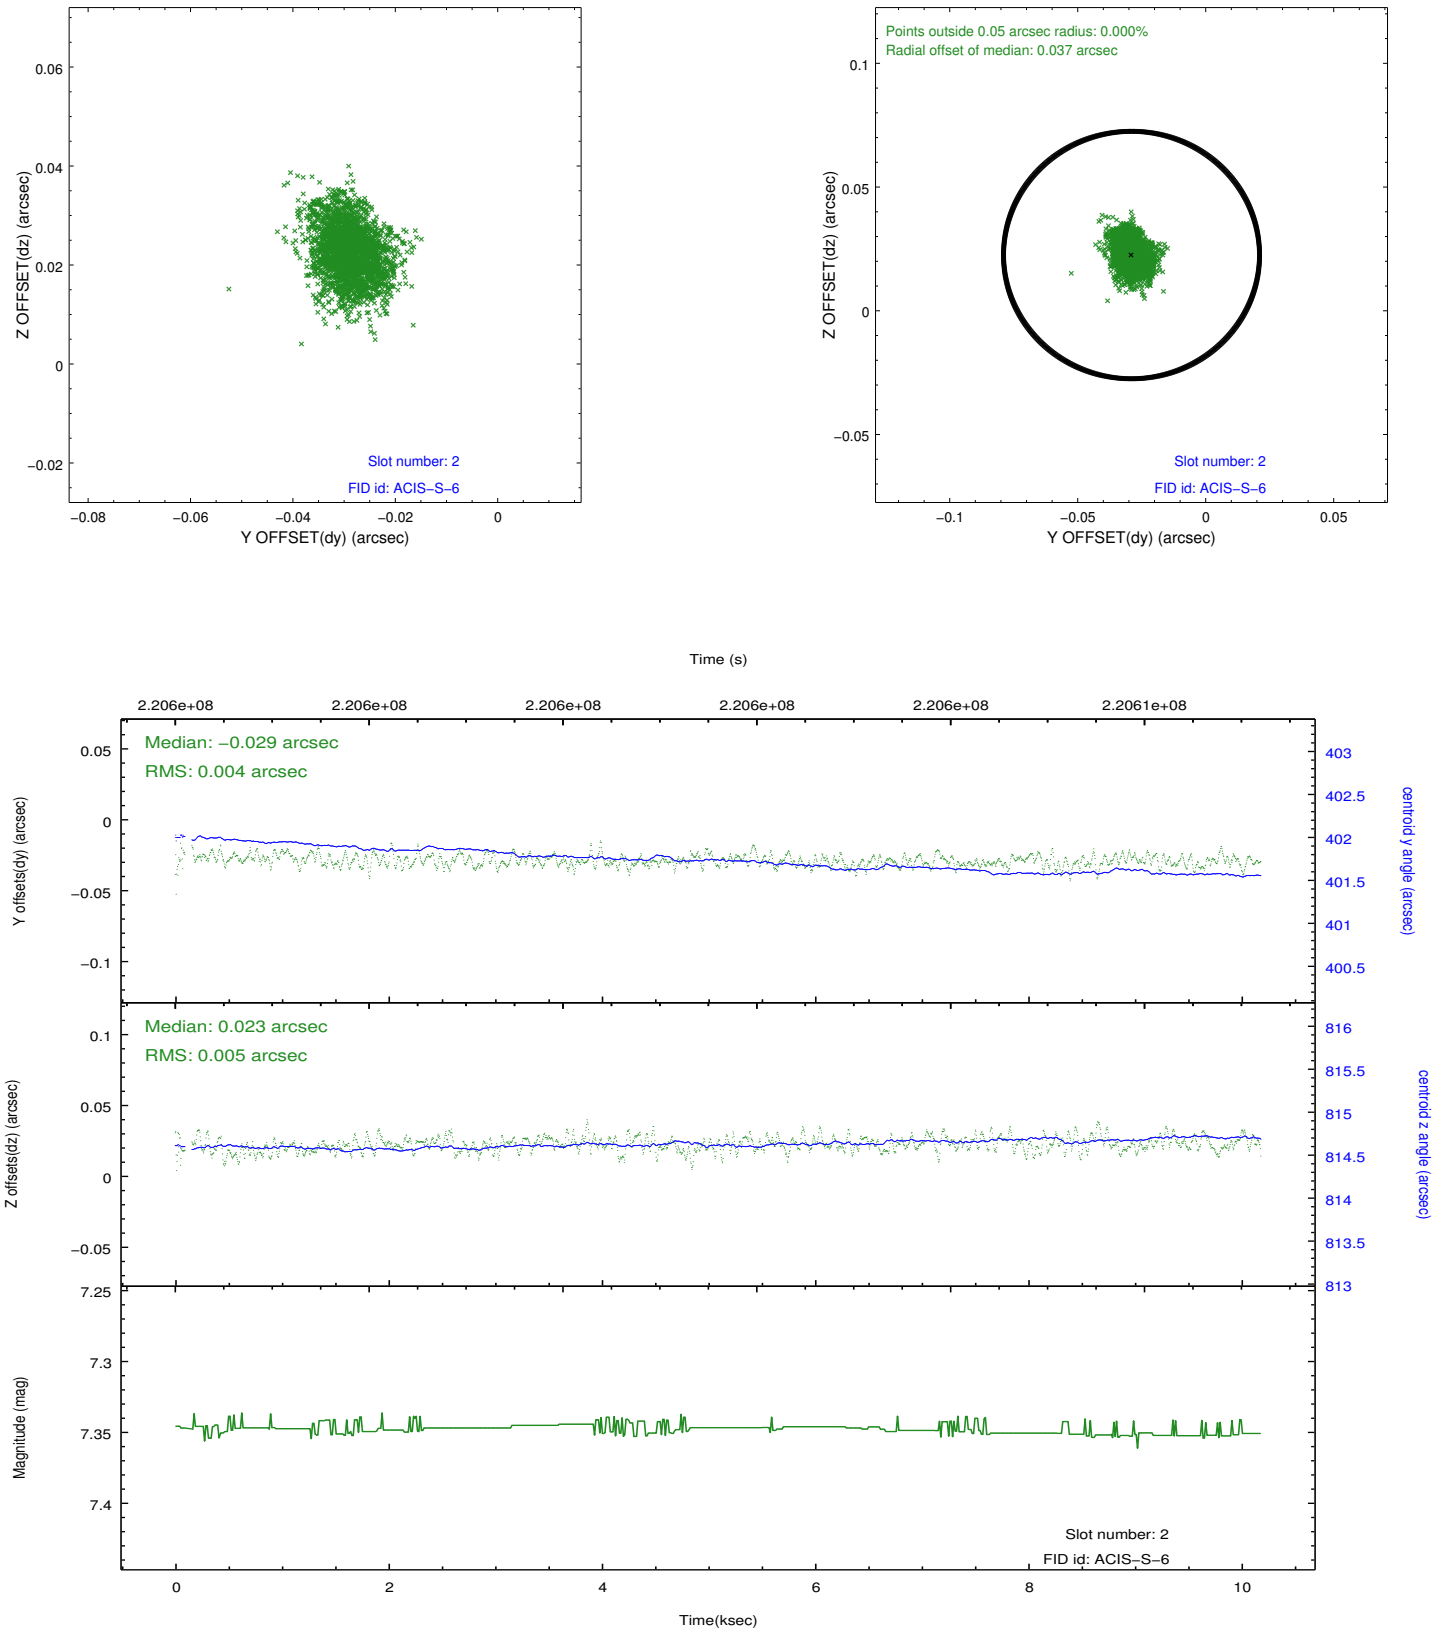 0.06
0.04
0.02
0
−0.02
Z OFFSET(dz) (arcsec)
−0.08
−0.06
−0.04
−0.02
0
Y OFFSET(dy) (arcsec)
Slot number: 2
FID id: ACIS−S−6
Points outside 0.05 arcsec radius: 0.000%
Radial offset of median: 0.037 arcsec
0.1
0.05
0
−0.05
Z OFFSET(dz) (arcsec)
−0.1
−0.05
0
0.05
Y OFFSET(dy) (arcsec)
Slot number: 2
FID id: ACIS−S−6
Time (s)
2.206e+08
2.206e+08
2.206e+08
2.206e+08
2.206e+08
2.2061e+08
Median: −0.029 arcsec
RMS: 0.004 arcsec
0.05
0
−0.05
−0.1
Y offsets(dy) (arcsec)
403
402.5
402
401.5
401
400.5
centroid y angle (arcsec)
Median: 0.023 arcsec
RMS: 0.005 arcsec
0.1
0.05
0
−0.05
Z offsets(dz) (arcsec)
816
815.5
815
814.5
814
813.5
813
centroid z angle (arcsec)
7.25
7.3
7.35
7.4
Magnitude (mag)
Slot number: 2
FID id: ACIS−S−6
0
2
4
6
8
10
Time(ksec)